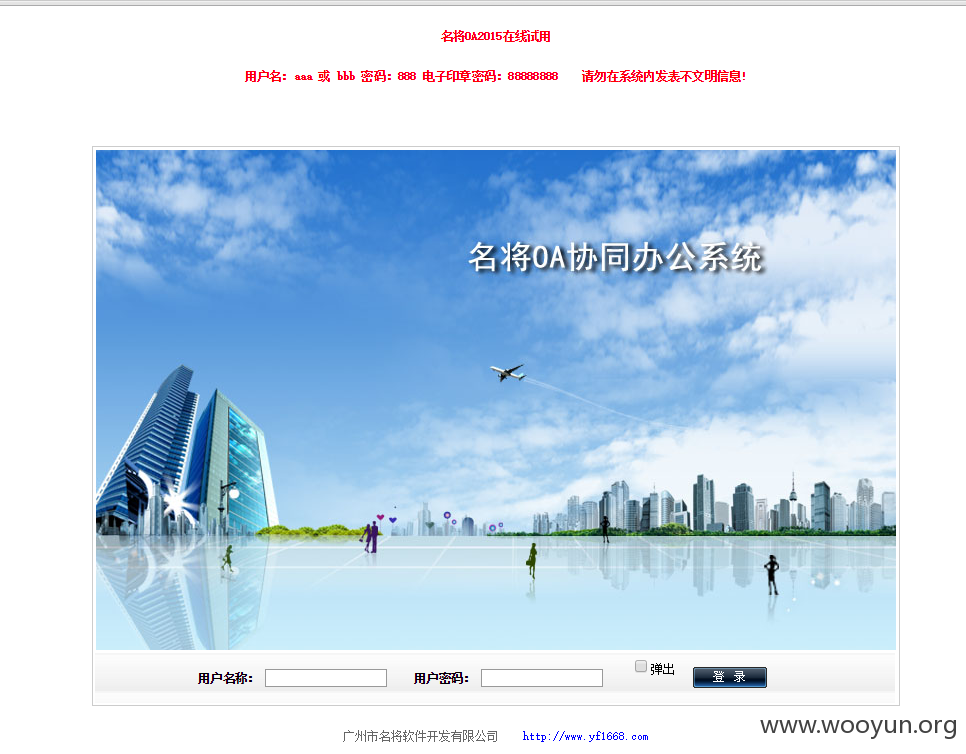 名将OA2015在线试用
用户名: aaa 或 bbb 密码: 888 电子印章密码: 88888888 请勿在系统内发表不文明信息!
名将OA协同办公系统
用户名称: 用户密码: 弹出 登 录
广州市名将软件开发有限公司 http://www.yf1668.com
www.wooyun.org